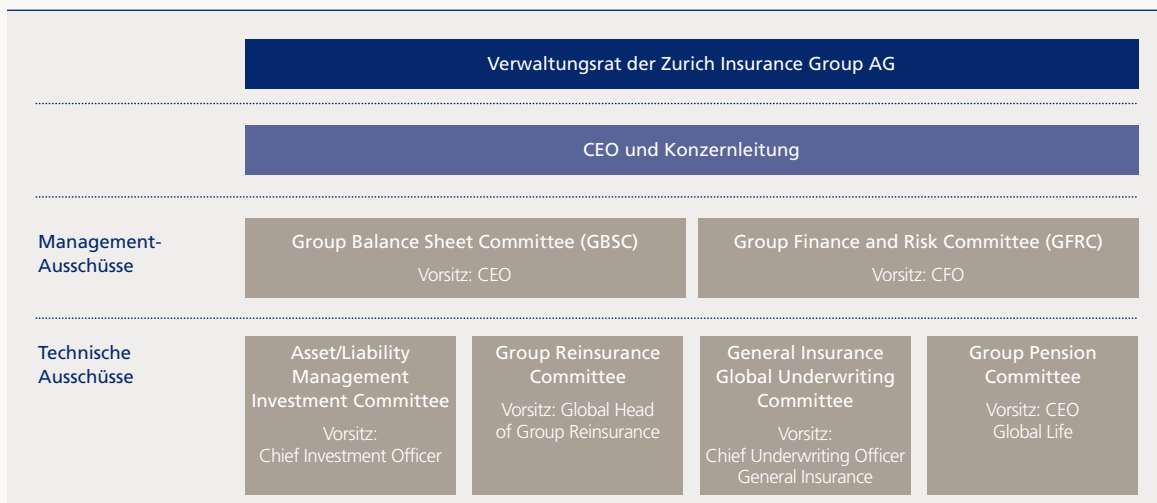 Verwaltungsrat der Zurich Insurance Group AG
CEO und Konzernleitung
Management-
Ausschüsse
Group Balance Sheet Committee (GBSC)
Vorsitz: CEO
Group Finance and Risk Committee (GFRC)
Vorsitz: CFO
Technische
Ausschüsse
Asset/Liability
Management
Investment Committee
Vorsitz:
Chief Investment Officer
Group Reinsurance
Committee
Vorsitz: Global Head
of Group Reinsurance
General Insurance
Global Underwriting
Committee
Vorsitz:
Chief Underwriting Officer
General Insurance
Group Pension
Committee
Vorsitz: CEO
Global Life